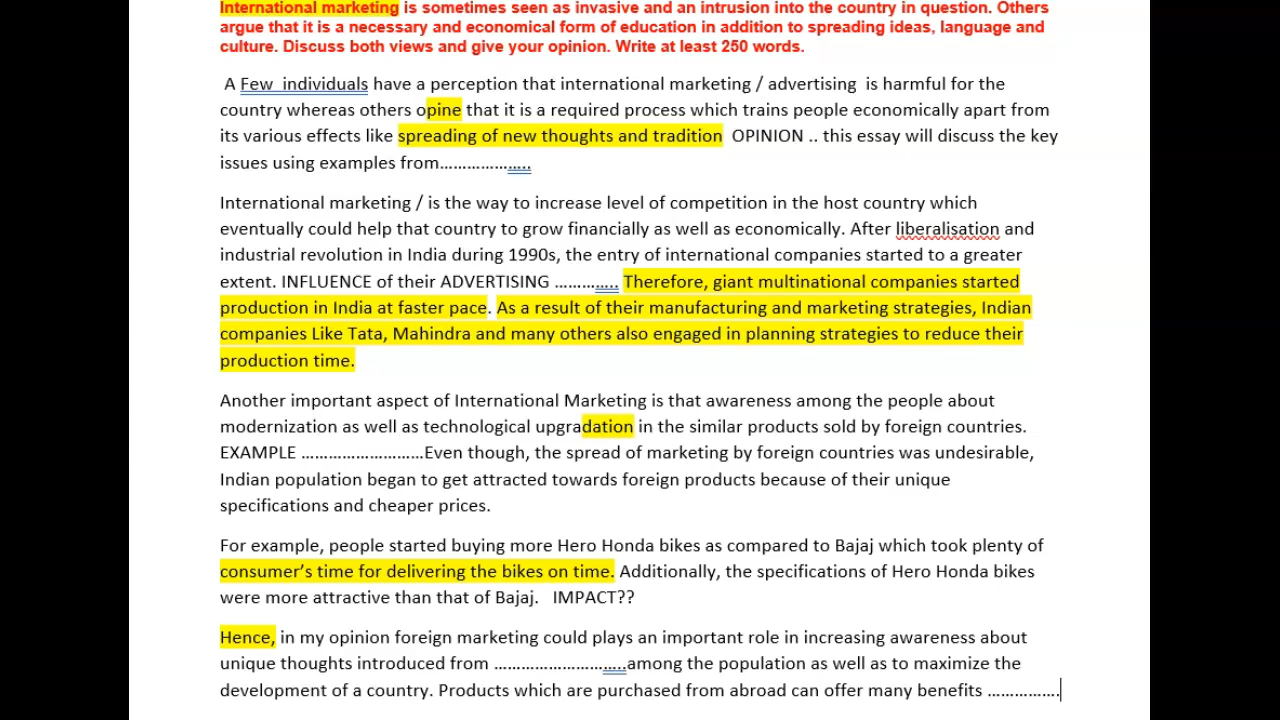 International marketing is sometimes seen as invasive and an intrusion into the country in question. Others
argue that it is a necessary and economical form of education in addition to spreading ideas, language and
culture. Discuss both views and give your opinion. Write at least 250 words.
A Few  individuals have a perception that international marketing / advertising  is harmful for the
country whereas others opine that it is a required process which trains people economically apart from
its various effects like spreading of new thoughts and tradition  OPINION .. this essay will discuss the key
issues using examples from…………………..
International marketing / is the way to increase level of competition in the host country which
eventually could help that country to grow financially as well as economically. After liberalisation and
industrial revolution in India during 1990s, the entry of international companies started to a greater
extent. INFLUENCE of their ADVERTISING ………….. Therefore, giant multinational companies started
production in India at faster pace. As a result of their manufacturing and marketing strategies, Indian
companies Like Tata, Mahindra and many others also engaged in planning strategies to reduce their
production time.
Another important aspect of International Marketing is that awareness among the people about
modernization as well as technological upgradation in the similar products sold by foreign countries.
EXAMPLE ………………………Even though, the spread of marketing by foreign countries was undesirable,
Indian population began to get attracted towards foreign products because of their unique
specifications and cheaper prices.
For example, people started buying more Hero Honda bikes as compared to Bajaj which took plenty of
consumer’s time for delivering the bikes on time. Additionally, the specifications of Hero Honda bikes
were more attractive than that of Bajaj.   IMPACT??
Hence, in my opinion foreign marketing could plays an important role in increasing awareness about
unique thoughts introduced from ………………………..among the population as well as to maximize the
development of a country. Products which are purchased from abroad can offer many benefits …………….